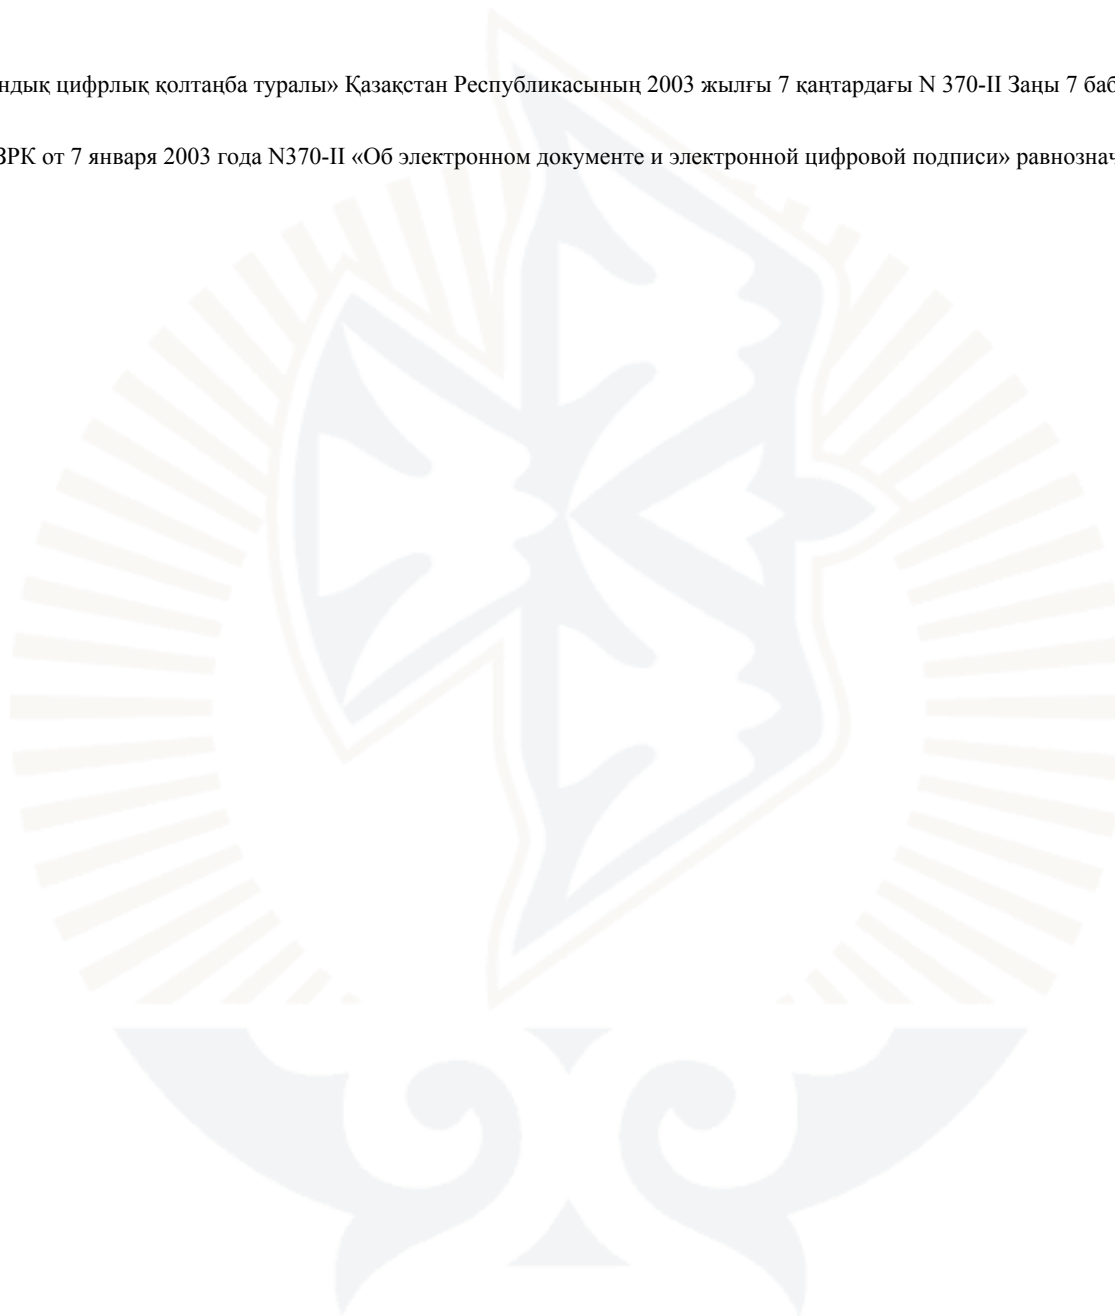 ндық цифрлық қолтаңба туралы» Қазақстан Республикасының 2003 жылғы 7 қаңтардағы N 370-II Заңы 7 баб
ЗРК от 7 января 2003 года N370-II «Об электронном документе и электронной цифровой подписи» равнознач